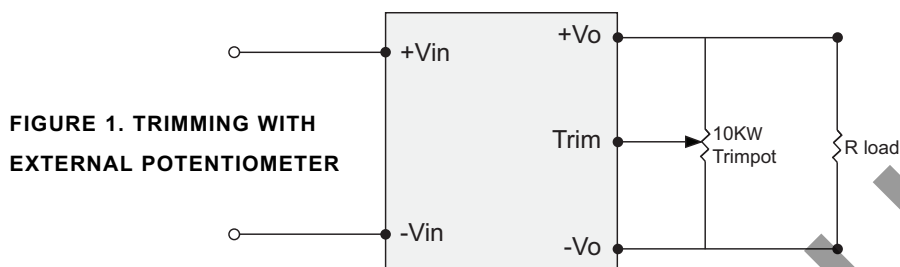 +Vin
+Vo
FIGURE 1. TRIMMING WITH
EXTERNAL POTENTIOMETER
Trim
10KW
Trimpot
R load
-Vin
-Vo